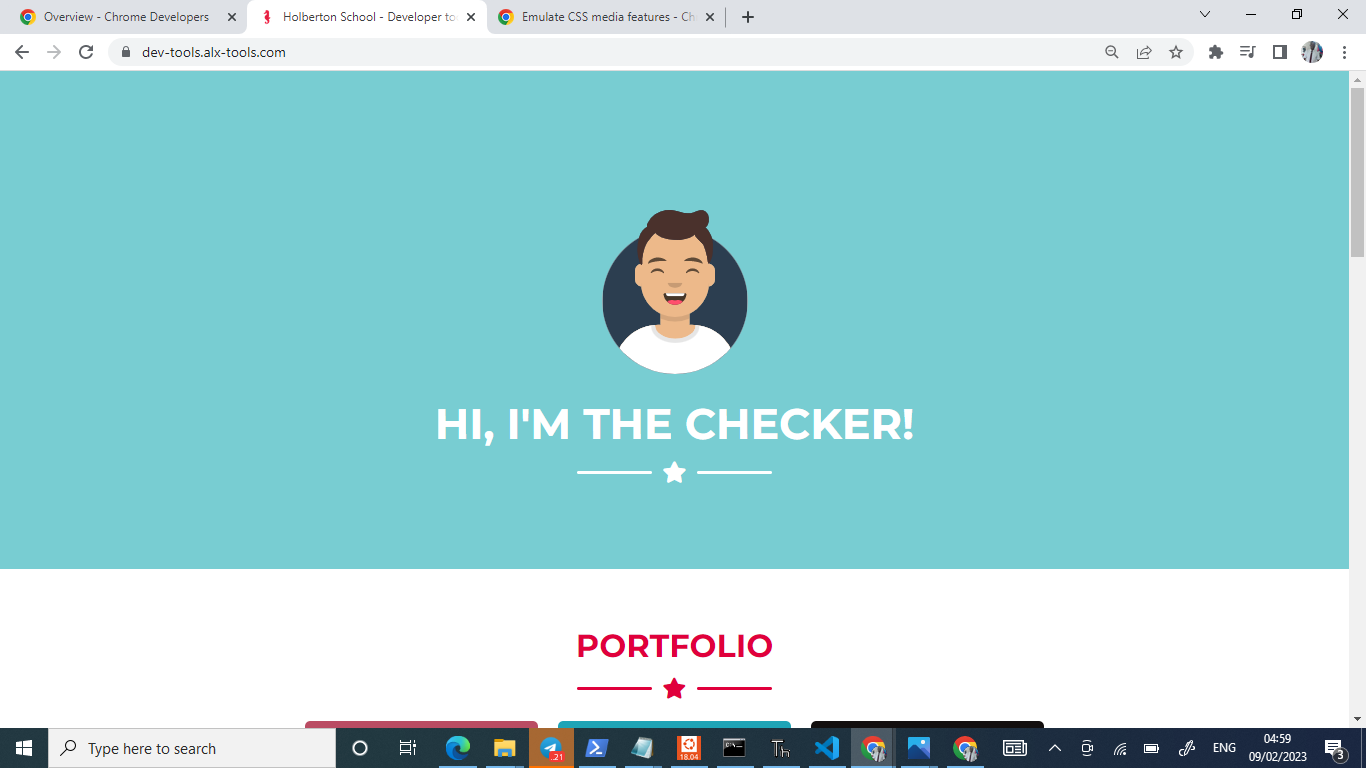 Overview - Chrome Developers
Holberton School - Developer to
Emulate CSS media features - Ch
dev-tools.alx-tools.com
HI, I'M THE CHECKER!
PORTFOLIO
Type here to search
21
18.04
Th
ENG
04:59
09/02/2023
3